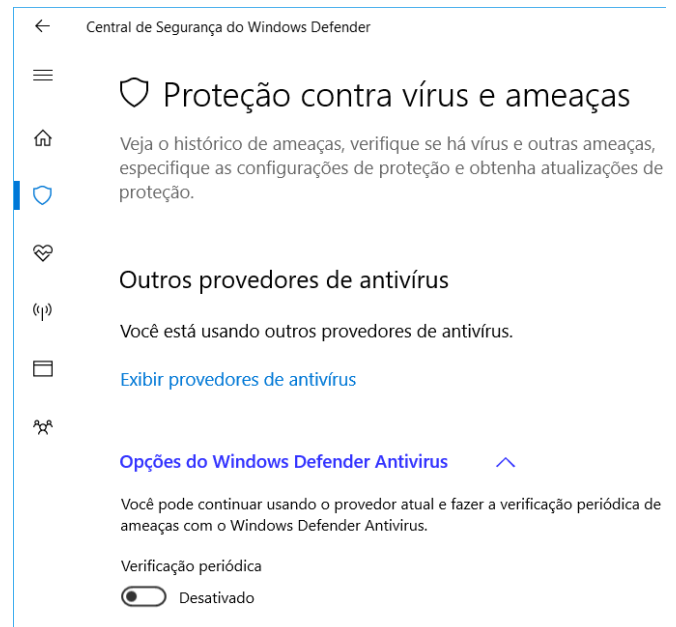 Central de Segurança do Windows Defender
Proteção contra vírus e ameaças
Veja o histórico de ameaças, verifique se há vírus e outras ameaças,
especifique as configurações de proteção e obtenha atualizações de
proteção.
Outros provedores de antivírus
Você está usando outros provedores de antivírus.
Exibir provedores de antivírus
Opções do Windows Defender Antivirus
Você pode continuar usando o provedor atual e fazer a verificação periódica de
ameaças com o Windows Defender Antivirus.
Verificação periódica
Desativado